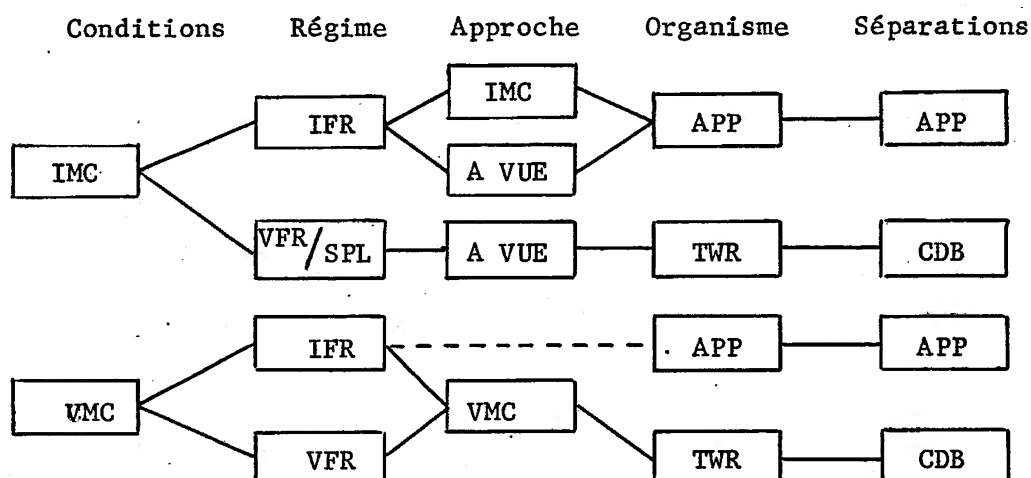 Conditions Régime Approche Organisme Séparations
IMC
IFR APP APP
IMC
A VUE
VFR/SPL A VUE TWR CDB
IFR APP APP
VMC VMC
VFR TWR CDB